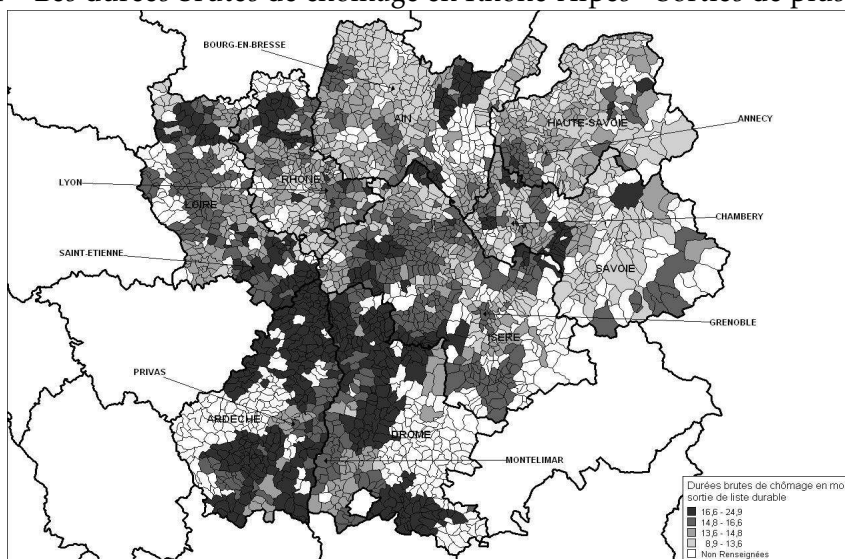 Les durées brutes de chômage en Rhône-Alpes - Sorties de plus
BOURG-EN-BRESSE
AIN
HAUTE-SAVOIE
ANNECY
LYON
RHONE
LOIRE
CHAMBERY
SAINT-ETIENNE
SAVOIE
GRENOBLE
ISERE
PRIVAS
ARDECHE
DROME
MONTELIMAR
Durées brutes de chômage en mo
sortie de liste durable
16,6 - 24,9
14,8 - 16,6
13,6 - 14,8
8,9 - 13,6
Non Renseignées